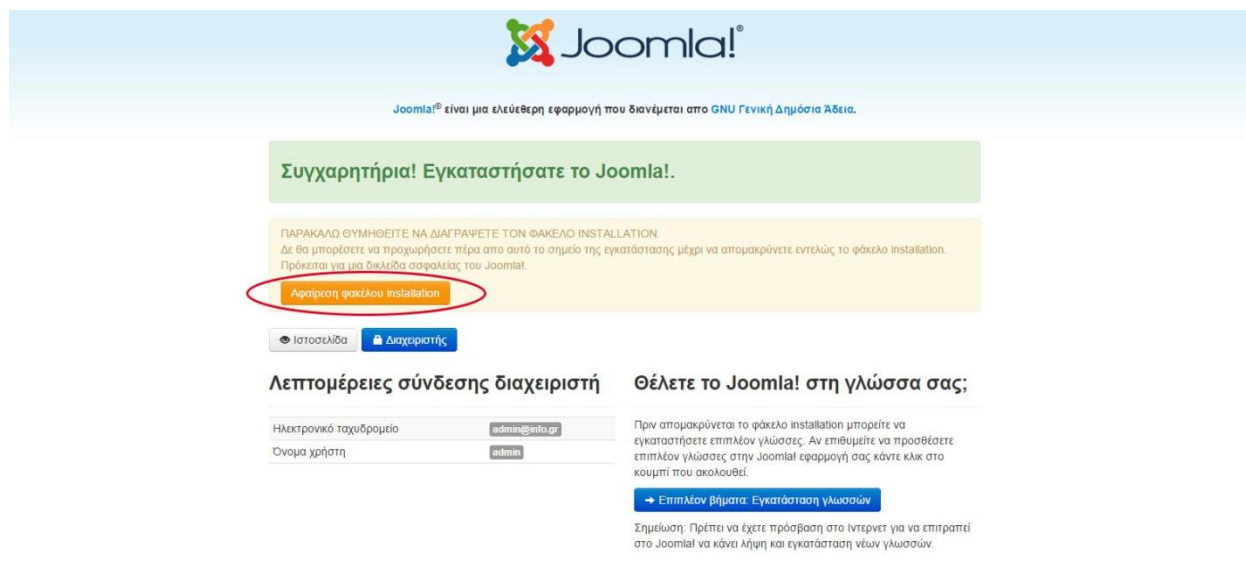 Joomla!®
Joomla!® είναι μια ελεύεθερη εφαρμογή που διανέμεται απο GNU Γενική Δημόσια Άδεια.
Συγχαρητήρια! Εγκαταστήσατε το Joomla!.
ΠΑΡΑΚΑΛΩ ΘΥΜΗΘΕΙΤΕ ΝΑ ΔΙΑΓΡΑΨΕΤΕ ΤΟΝ ΦΑΚΕΛΟ INSTALLATION.
Δε θα μπορέσετε να προχωρήσετε πέρα απο αυτό το σημείο της εγκατάστασης μέχρι να απομακρύνετε εντελώς το φάκελο installation.
Πρόκειται για μια δικλείδα ασφαλείας του Joomla!.
Αφαίρεση φακέλου installation
Ιστοσελίδα
Διαχειριστής
Λεπτομέρειες σύνδεσης διαχειριστή
Ηλεκτρονικό ταχυδρομείο admin@info.gr
Όνομα χρήστη admin
Θέλετε το Joomla! στη γλώσσα σας;
Πριν απομακρύνεται το φάκελο installation μπορείτε να
εγκαταστήσετε επιπλέον γλώσσες. Αν επιθυμείτε να προσθέσετε
επιπλέον γλώσσες στην Joomla! εφαρμογή σας κάντε κλικ στο
κουμπί που ακολουθεί.
Επιπλέον βήματα: Εγκατάσταση γλωσσών
Σημείωση: Πρέπει να έχετε πρόσβαση στο Ιντερνετ για να επιτραπεί
στο Joomla! να κάνει λήψη και εγκατάσταση νέων γλωσσών.